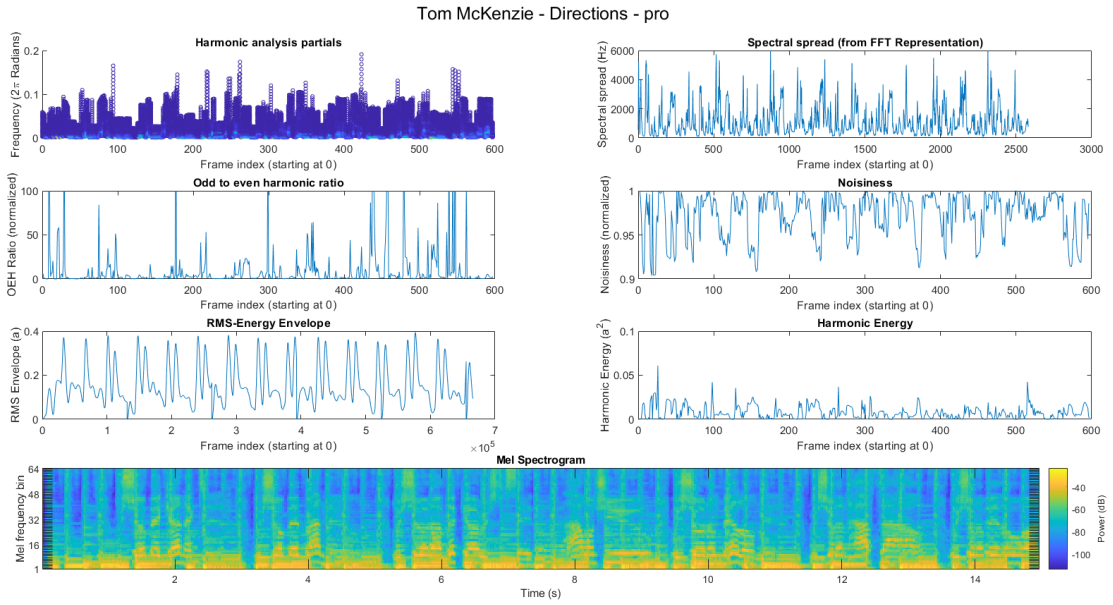 Tom McKenzie - Directions - pro
Harmonic analysis partials
Frequency (2π Radians)
0.2
0.1
0
0 100 200 300 400 500 600
Frame index (starting at 0)
Spectral spread (from FFT Representation)
Spectral spread (Hz)
6000
4000
2000
0
0 500 1000 1500 2000 2500 3000
Frame index (starting at 0)
Odd to even harmonic ratio
OEH Ratio (normalized)
100
50
0
0 100 200 300 400 500 600
Frame index (starting at 0)
Noisiness
Noisiness (normalized)
1
0.95
0.9
0 100 200 300 400 500 600
Frame index (starting at 0)
RMS-Energy Envelope
RMS Envelope (a)
0.4
0.2
0
0 1 2 3 4 5 6 7
Frame index (starting at 0)
×10⁵
Harmonic Energy
Harmonic Energy (a²)
0.1
0.05
0
0 100 200 300 400 500 600
Frame index (starting at 0)
Mel Spectrogram
Mel frequency bin
64
48
32
16
1
2 4 6 8 10 12 14
Time (s)
-40
-60
-80
-100
Power (dB)